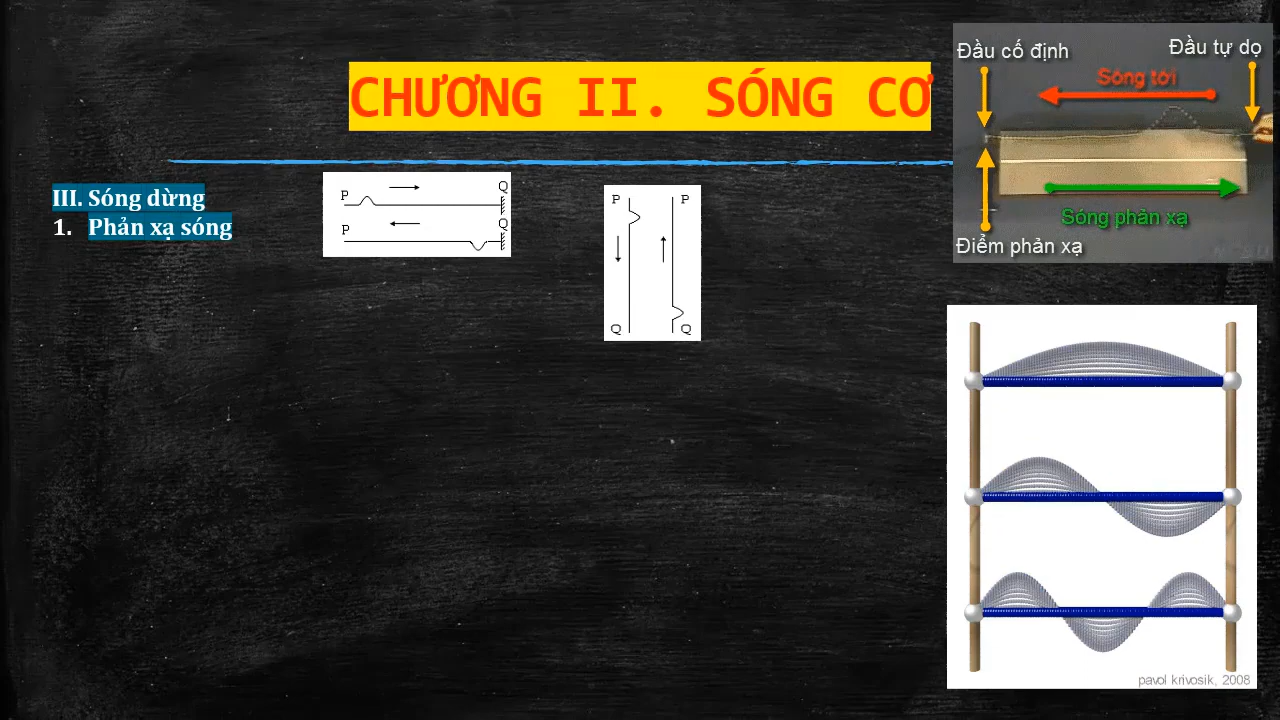 CHƯƠNG II. SÓNG CƠ
III. Sóng dừng
1. Phản xạ sóng
P Q
P Q
P P
Q Q
Đầu cố định Đầu tự do
Sóng tới
Sóng phản xạ
Điểm phản xạ
pavol krivosik, 2008